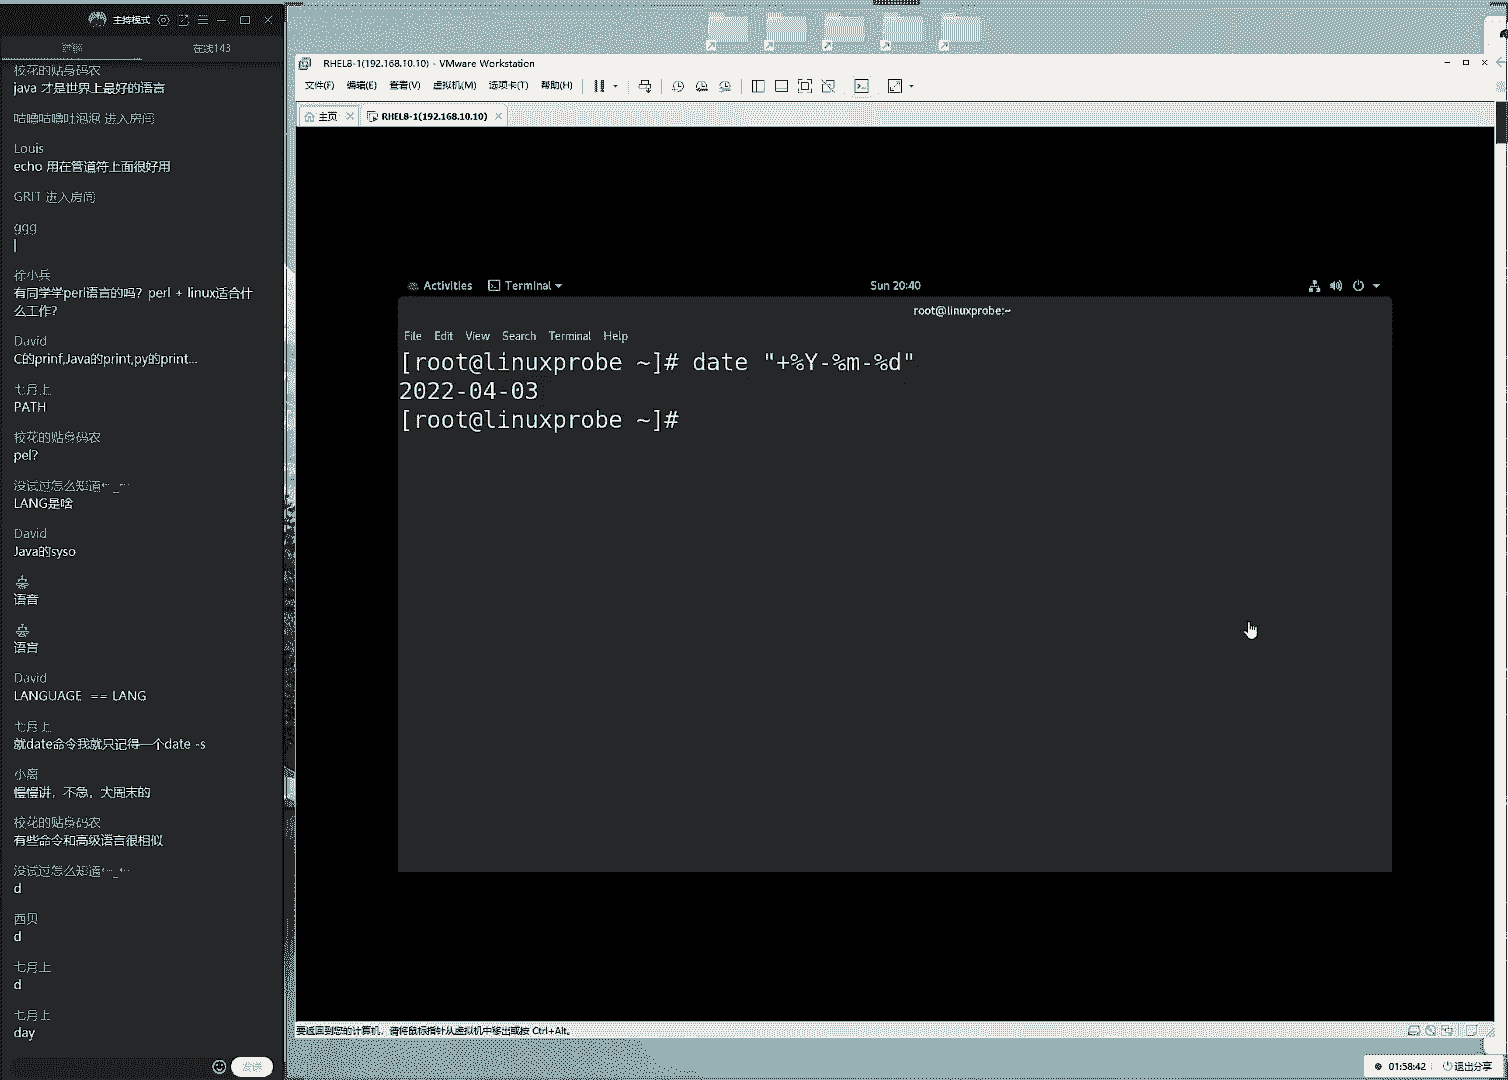 主持模式
在线143
校花的贴身码农
java 才是世界上最好的语言
咕噜咕噜吐泡泡 进入房间
Louis
echo 用在管道符上面很好用
GRIT 进入房间
ggg
|
徐小兵
有同学学perl语言的吗？perl + linux适合什
么工作？
David
C的prinf,Java的print,py的print...
七月上
PATH
校花的贴身码农
pel?
没试过怎么知道
LANG是啥
David
Java的syso
语音
语言
David
LANGUAGE == LANG
七月上
就date命令我就只记得一个date -s
小离
慢慢讲，不急，大周末的
校花的贴身码农
有些命令和高级语言很相似
没试过怎么知道
d
西贝
d
七月上
d
七月上
day
发送
RHEL8-1(192.168.10.10) - VMware Workstation
文件(F) 编辑(E) 查看(V) 虚拟机(M) 选项卡(T) 帮助(H)
主页 RHEL8-1(192.168.10.10)
Activities Terminal Sun 20:40
root@linuxprobe:~
File Edit View Search Terminal Help
[root@linuxprobe ~]# date "+%Y-%m-%d"
2022-04-03
[root@linuxprobe ~]#
要返回到您的计算机，请将鼠标指针从虚拟机中移出或按 Ctrl+Alt。
01:58:42 退出分享